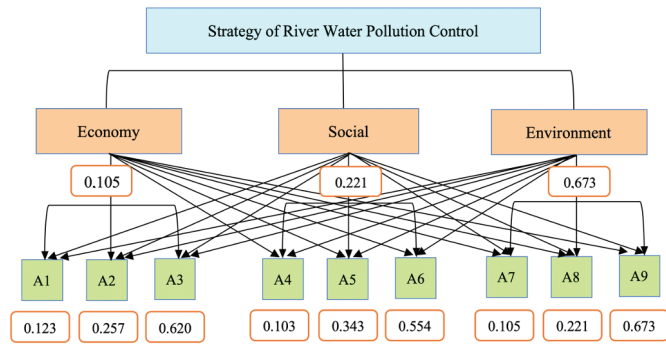 Strategy of River Water Pollution Control
Economy
Social
Environment
0.105
0.221
0.673
A1
A2
A3
A4
A5
A6
A7
A8
A9
0.123
0.257
0.620
0.103
0.343
0.554
0.105
0.221
0.673